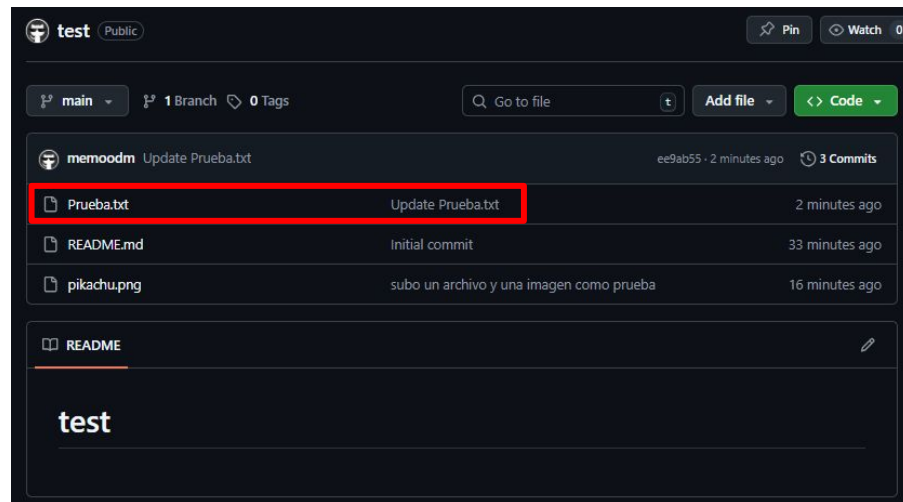 test Public Pin Watch 0
main 1 Branch 0 Tags Go to file t Add file Code
memoodm Update Prueba.txt ee9ab55 · 2 minutes ago 3 Commits
Prueba.txt Update Prueba.txt 2 minutes ago
README.md Initial commit 33 minutes ago
pikachu.png subo un archivo y una imagen como prueba 16 minutes ago
README
test